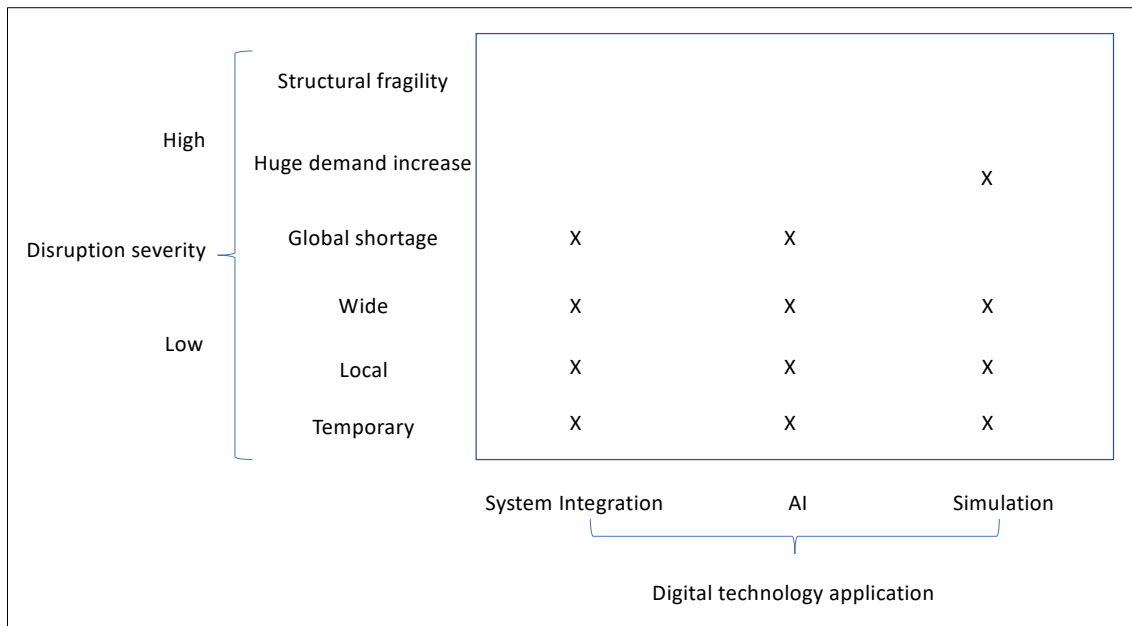 Structural fragility
High
Huge demand increase
X
Disruption severity
Global shortage
X X
Wide
X X X
Low
Local
X X X
Temporary
X X X
System Integration AI Simulation
Digital technology application